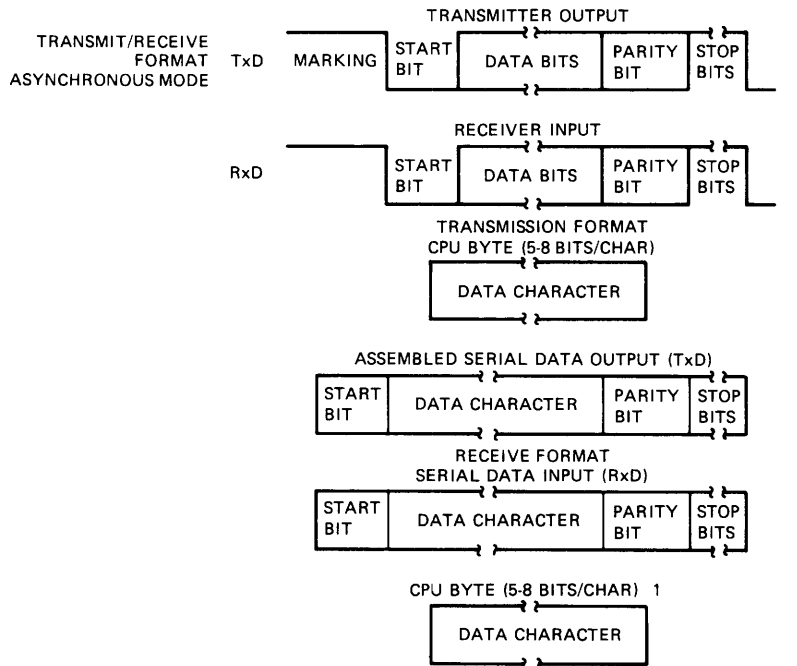 TRANSMITTER OUTPUT
TRANSMIT/RECEIVE
FORMAT
ASYNCHRONOUS MODE
TxD
MARKING
START
BIT
DATA BITS
PARITY
BIT
STOP
BITS
RECEIVER INPUT
RxD
START
BIT
DATA BITS
PARITY
BIT
STOP
BITS
TRANSMISSION FORMAT
CPU BYTE (5-8 BITS/CHAR)
DATA CHARACTER
ASSEMBLED SERIAL DATA OUTPUT (TxD)
START
BIT
DATA CHARACTER
PARITY
BIT
STOP
BITS
RECEIVE FORMAT
SERIAL DATA INPUT (RxD)
START
BIT
DATA CHARACTER
PARITY
BIT
STOP
BITS
CPU BYTE (5-8 BITS/CHAR) 1
DATA CHARACTER